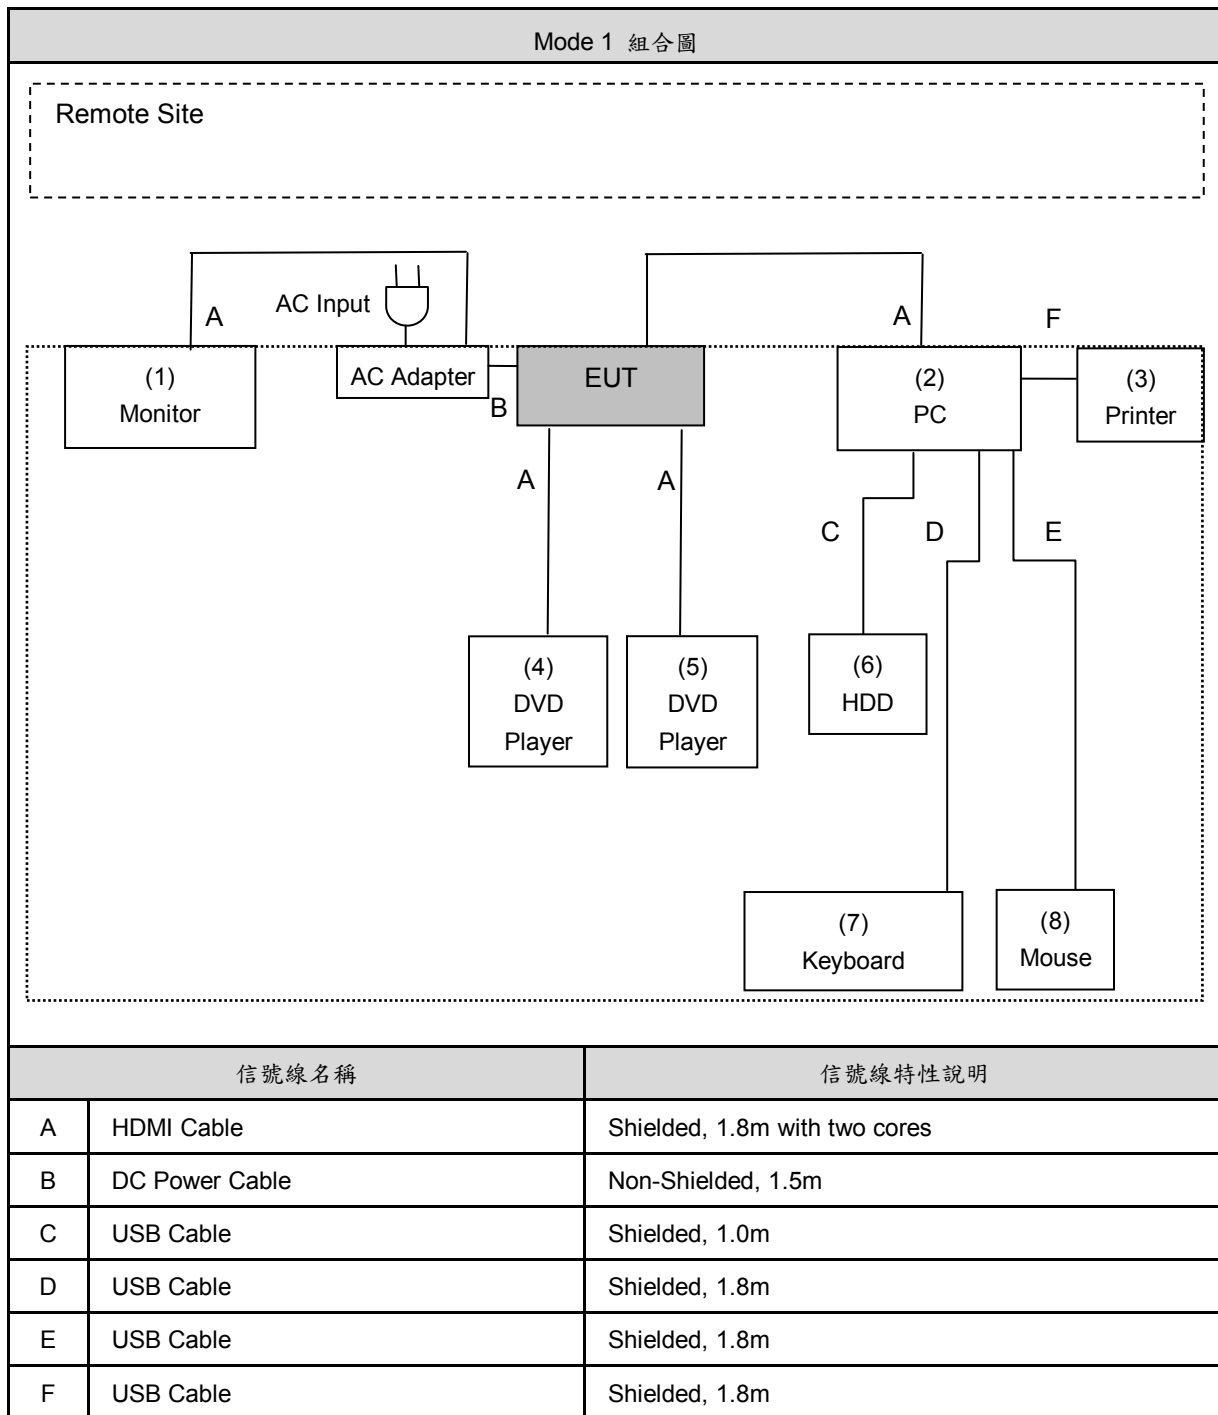 Mode 1 組合圖
Remote Site
A
AC Input
A
F
(1)
Monitor
AC Adapter
B
EUT
(2)
PC
(3)
Printer
A
A
C
D
E
(4)
DVD
Player
(5)
DVD
Player
(6)
HDD
(7)
Keyboard
(8)
Mouse
信號線名稱 信號線特性說明
A HDMI Cable Shielded, 1.8m with two cores
B DC Power Cable Non-Shielded, 1.5m
C USB Cable Shielded, 1.0m
D USB Cable Shielded, 1.8m
E USB Cable Shielded, 1.8m
F USB Cable Shielded, 1.8m